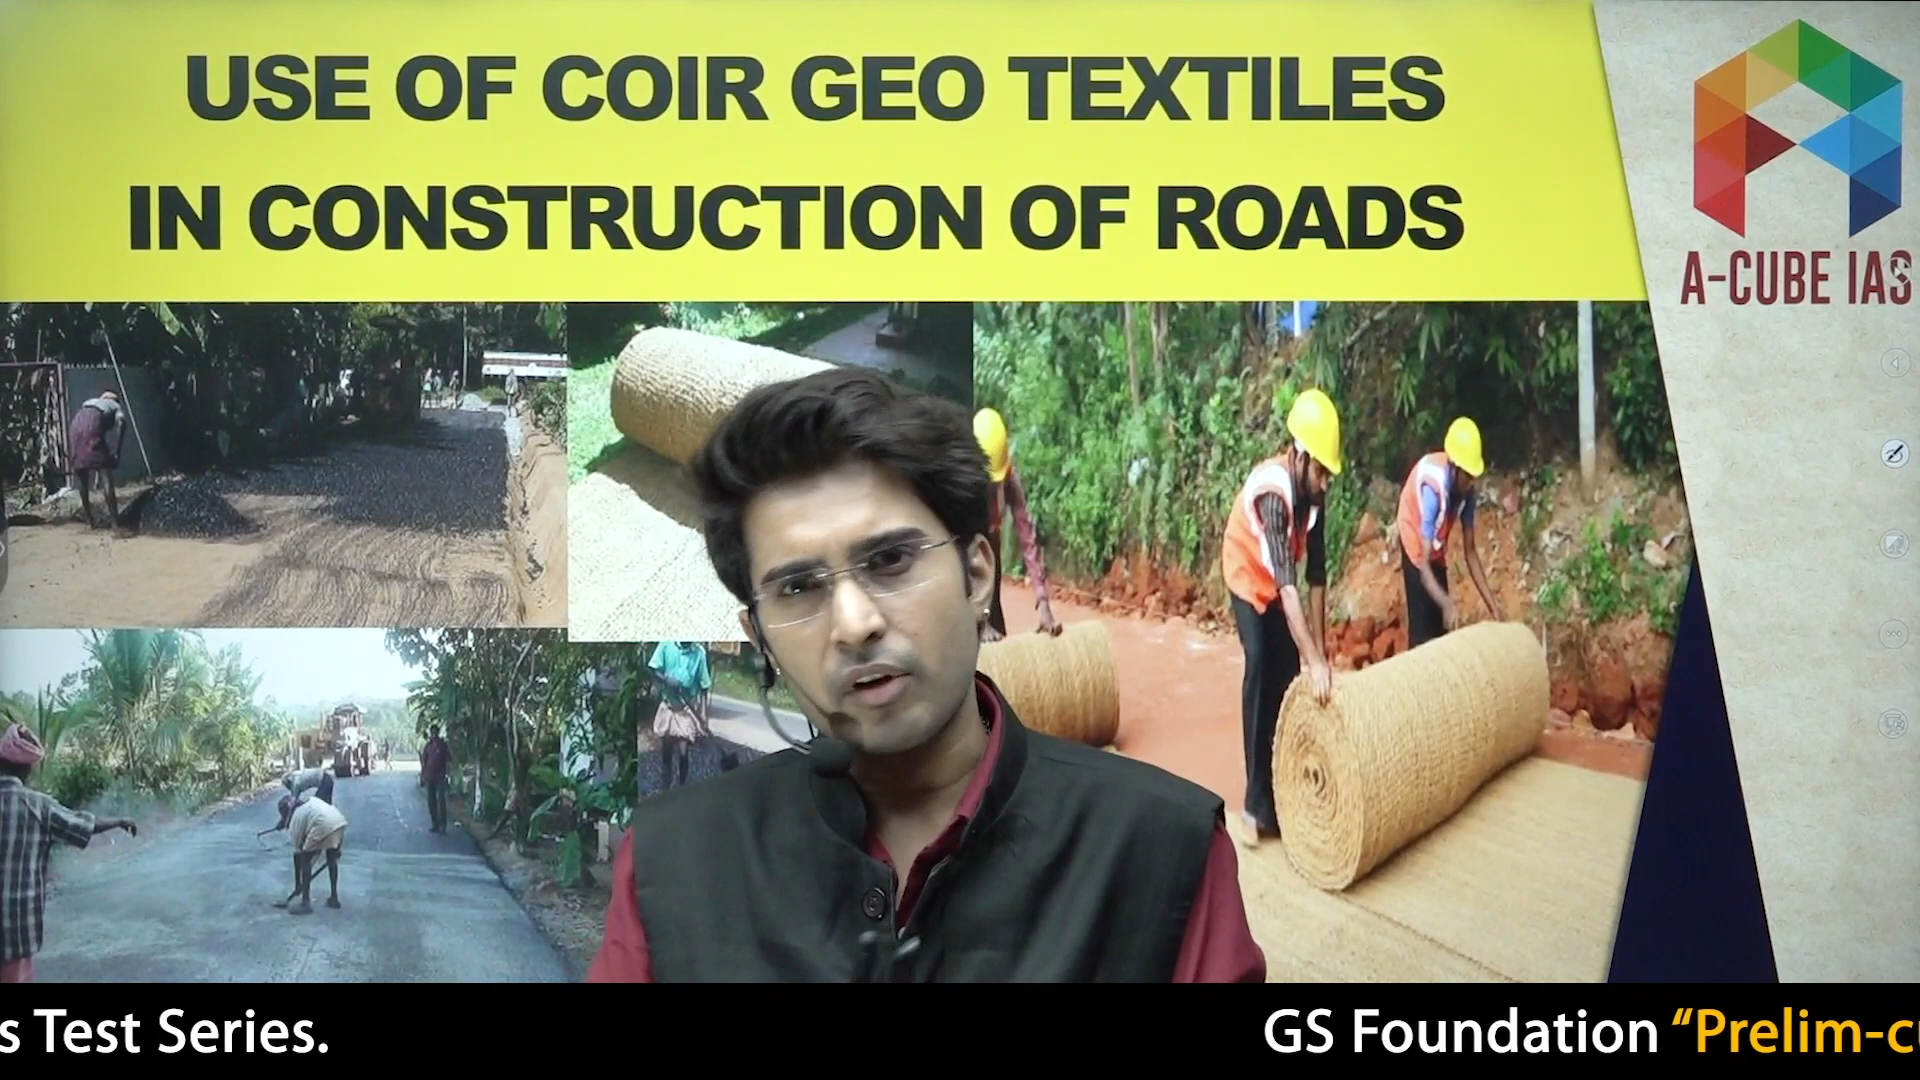 USE OF COIR GEO TEXTILES
IN CONSTRUCTION OF ROADS
A-CUBE IAS
s Test Series.
GS Foundation "Prelim-c